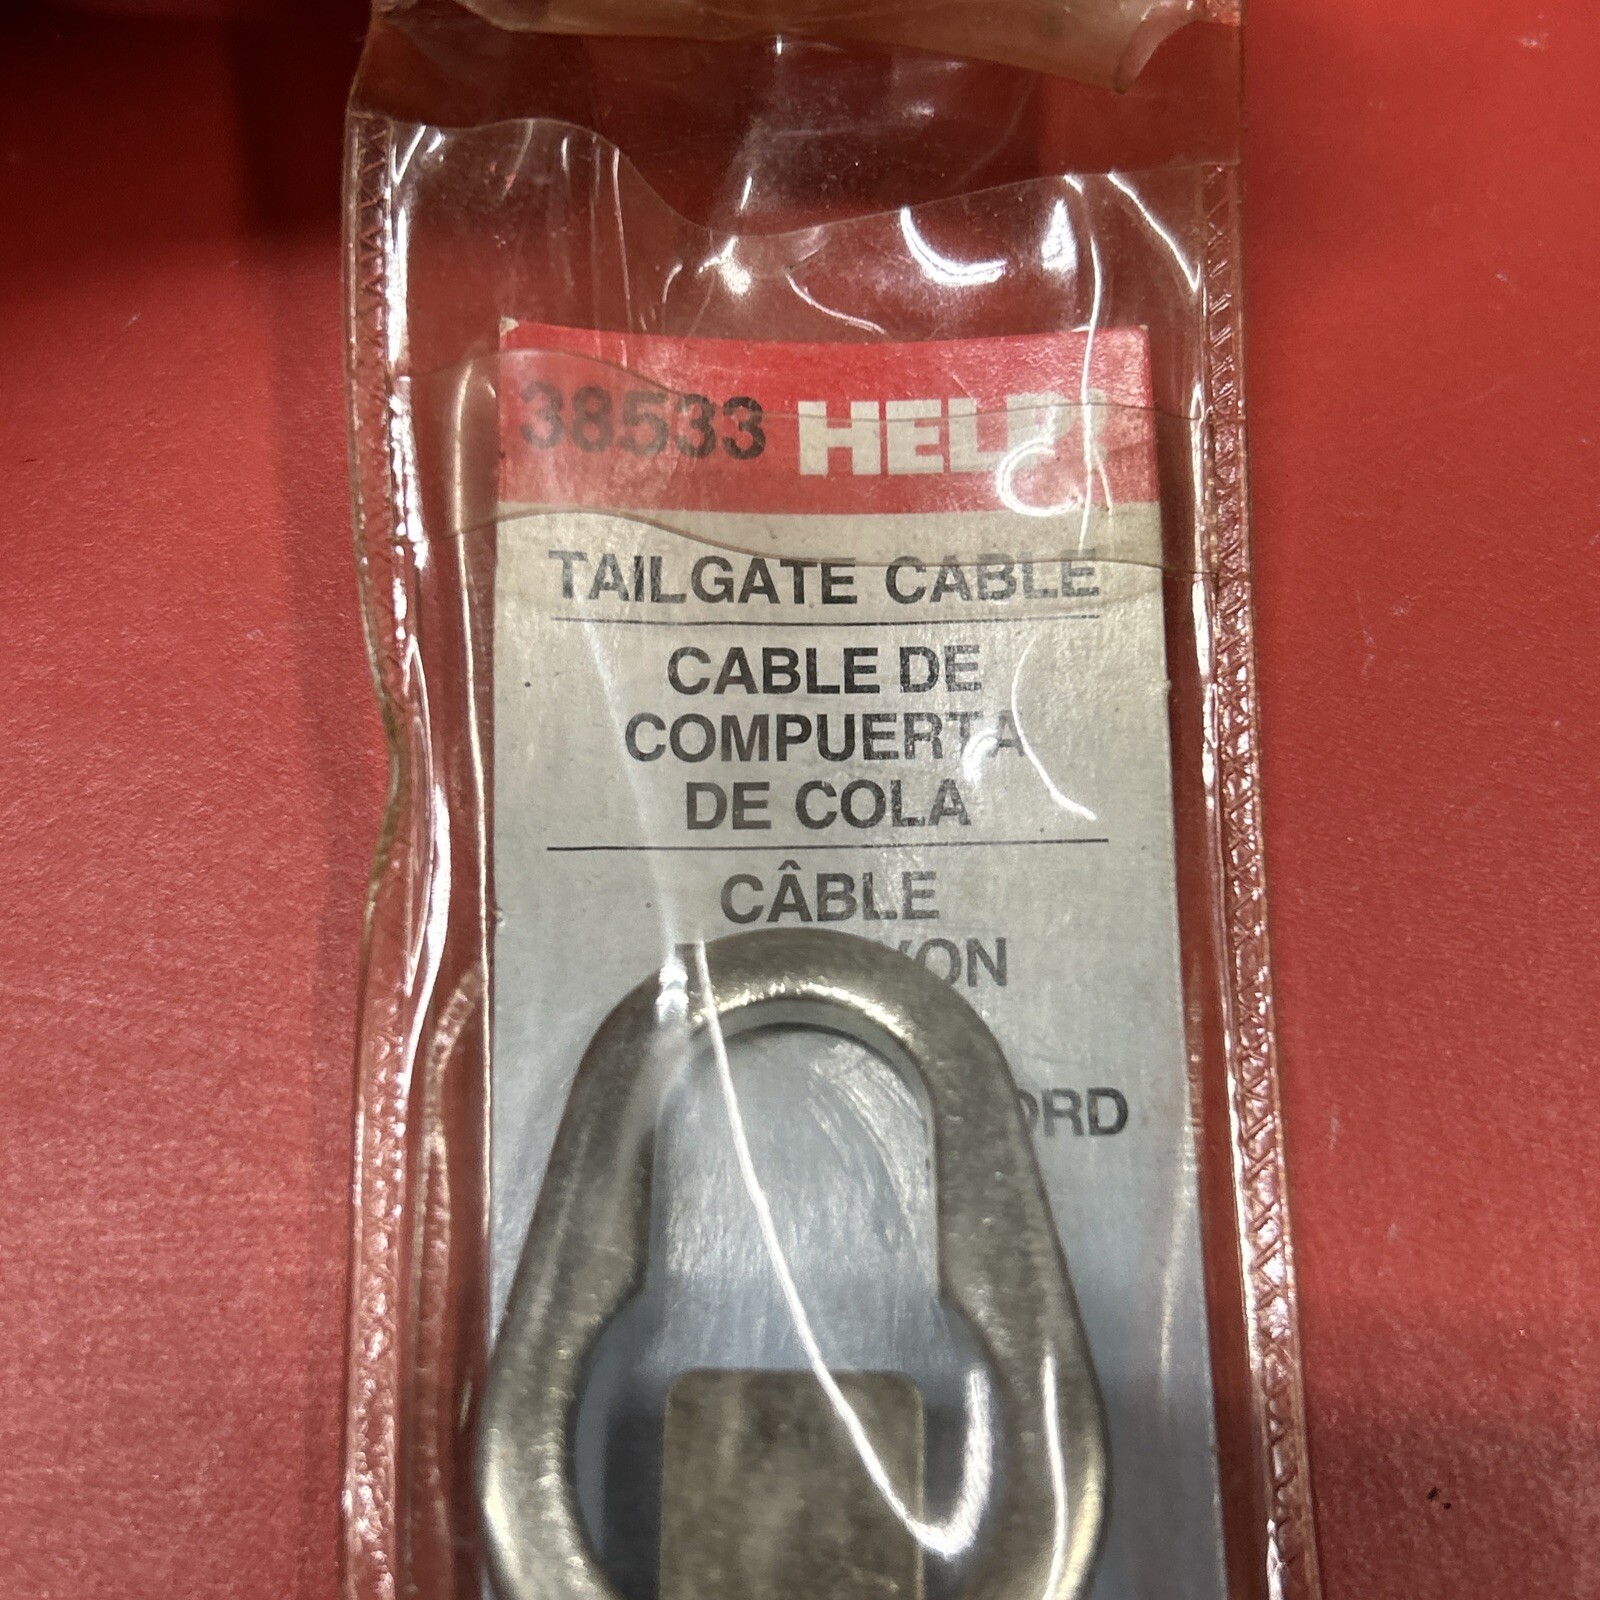 38533 HELP!
TAILGATE CABLE
CABLE DE
COMPUERTA
DE COLA
CÂBLE